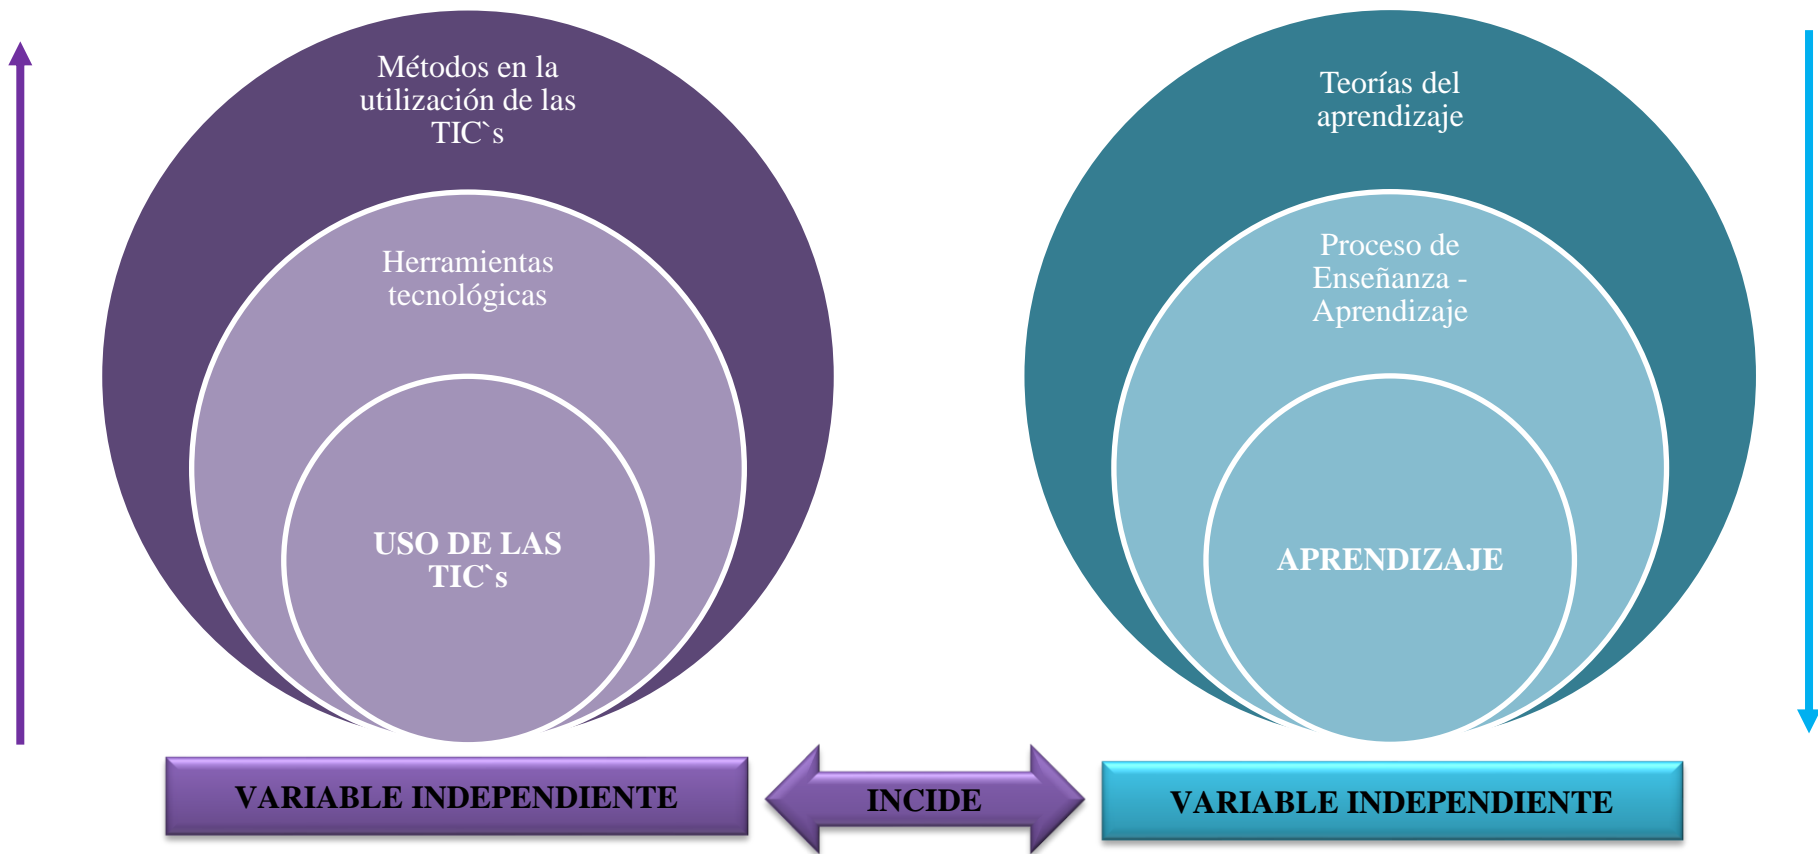 Métodos en la
utilización de las
TIC`s
Herramientas
tecnológicas
USO DE LAS
TIC`s
Teorías del
aprendizaje
Proceso de
Enseñanza -
Aprendizaje
APRENDIZAJE
VARIABLE INDEPENDIENTE
INCIDE
VARIABLE INDEPENDIENTE